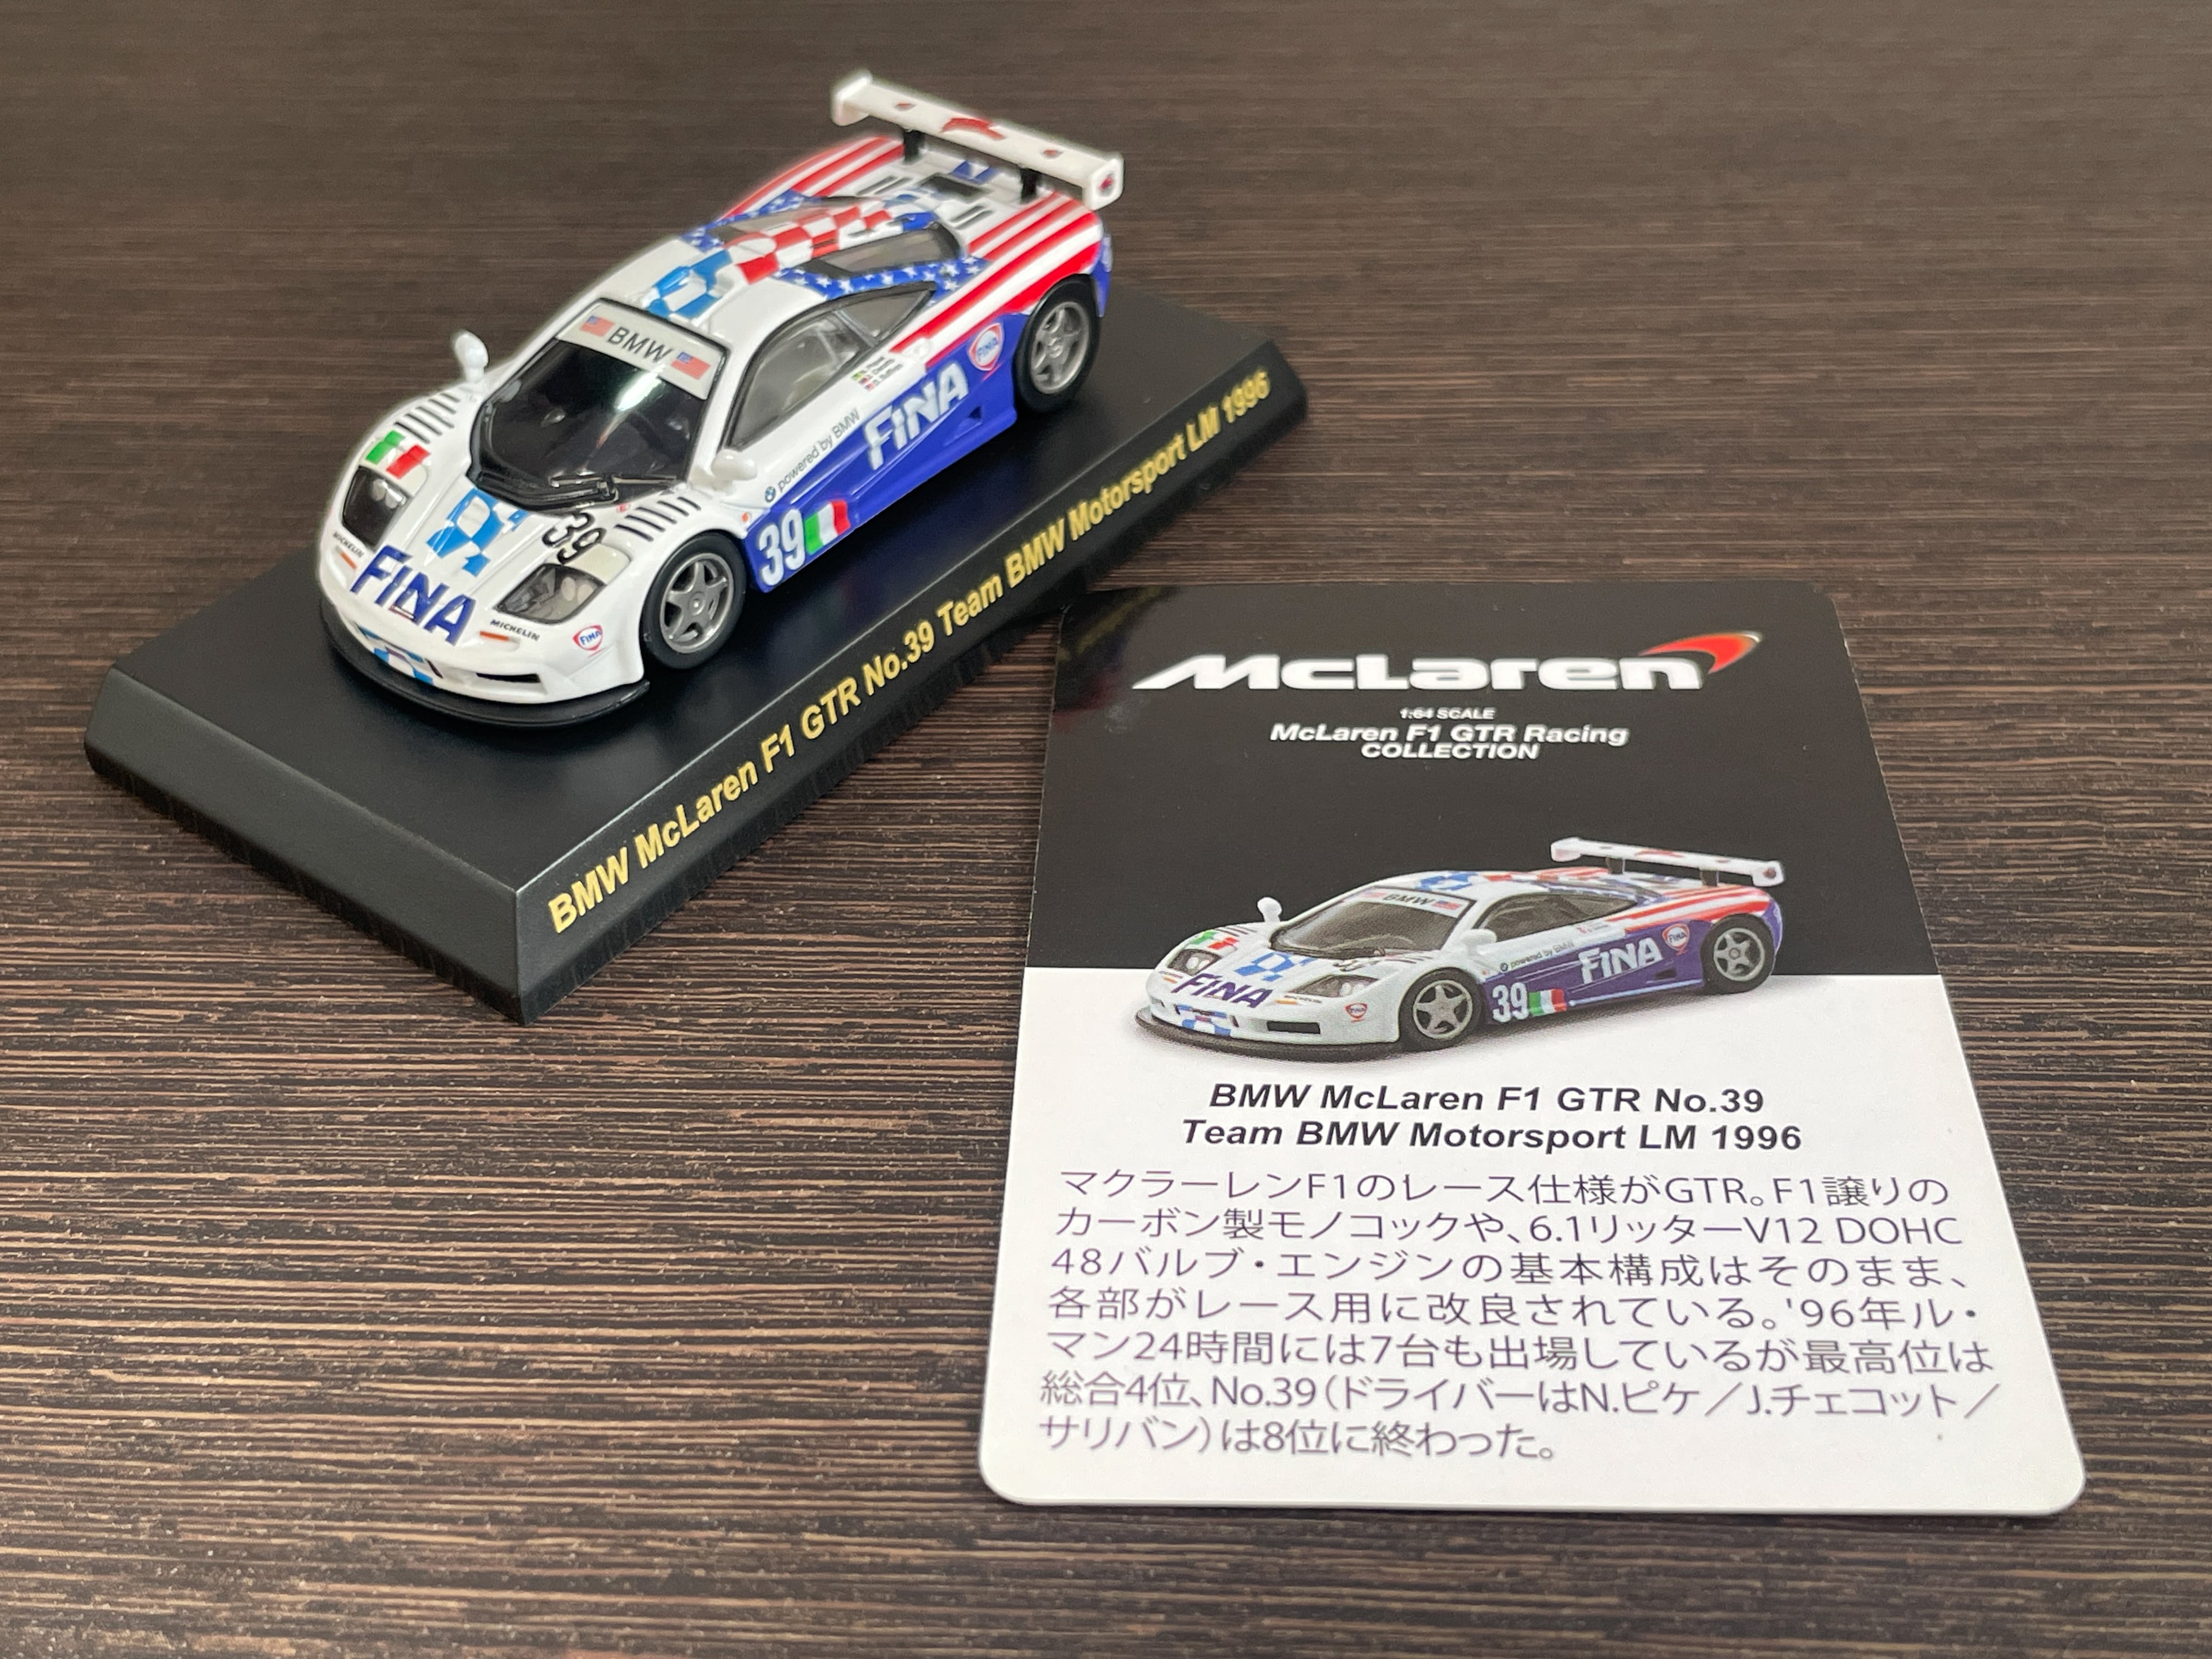 BMW
powered by BMW
FINA
FINA
39
39
MICHELIN
FINA
MICHELIN
FINA
BMW McLaren F1 GTR No.39 Team BMW Motorsport LM 1996
McLaren
1:64 SCALE
McLaren F1 GTR Racing
COLLECTION
BMW
powered by BMW
FINA
FINA
39
FINA
BMW McLaren F1 GTR No.39
Team BMW Motorsport LM 1996
マクラーレンF1のレース仕様がGTR。F1譲りの
カーボン製モノコックや、6.1リッターV12 DOHC
48バルブ・エンジンの基本構成はそのまま、
各部がレース用に改良されている。'96年ル・
マン24時間には7台も出場しているが最高位は
総合4位、No.39（ドライバーはN.ピケ／J.チェコット／
サリバン）は8位に終わった。